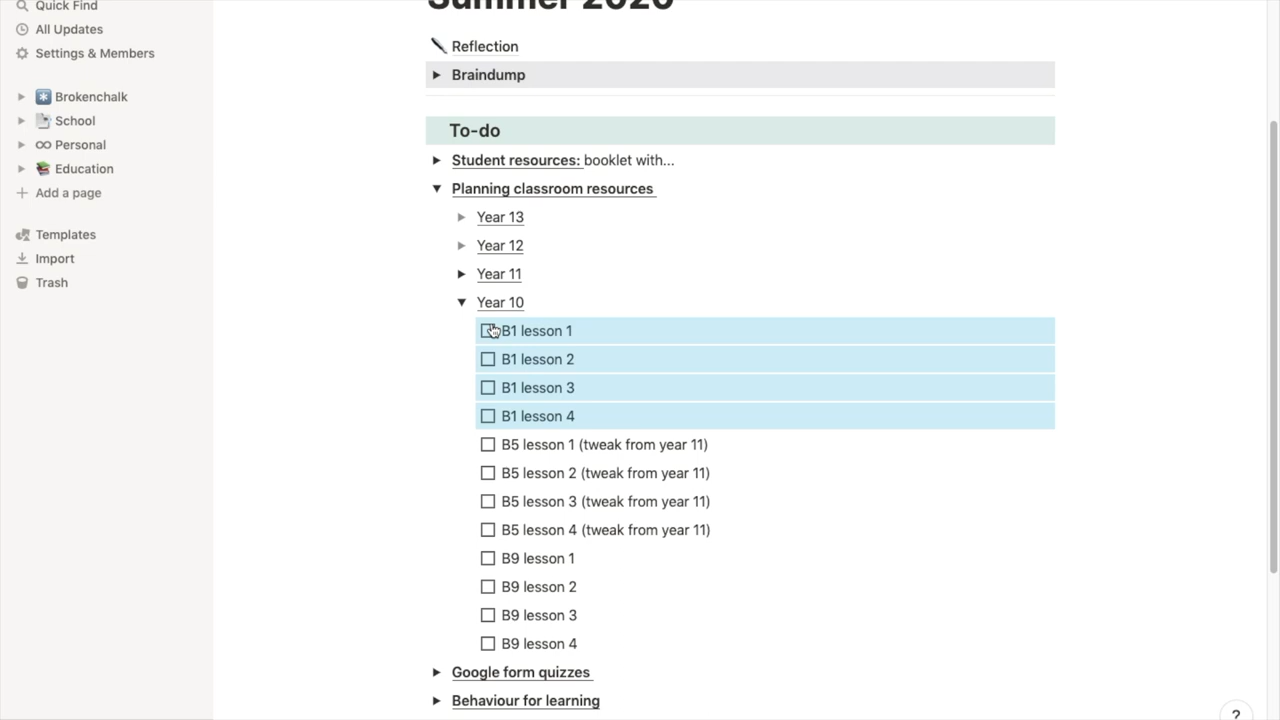 Quick Find
All Updates
Settings & Members
Brokenchalk
School
Personal
Education
Add a page
Templates
Import
Trash
Summer 2020
Reflection
Braindump
To-do
Student resources: booklet with...
Planning classroom resources
Year 13
Year 12
Year 11
Year 10
B1 lesson 1
B1 lesson 2
B1 lesson 3
B1 lesson 4
B5 lesson 1 (tweak from year 11)
B5 lesson 2 (tweak from year 11)
B5 lesson 3 (tweak from year 11)
B5 lesson 4 (tweak from year 11)
B9 lesson 1
B9 lesson 2
B9 lesson 3
B9 lesson 4
Google form quizzes
Behaviour for learning
?